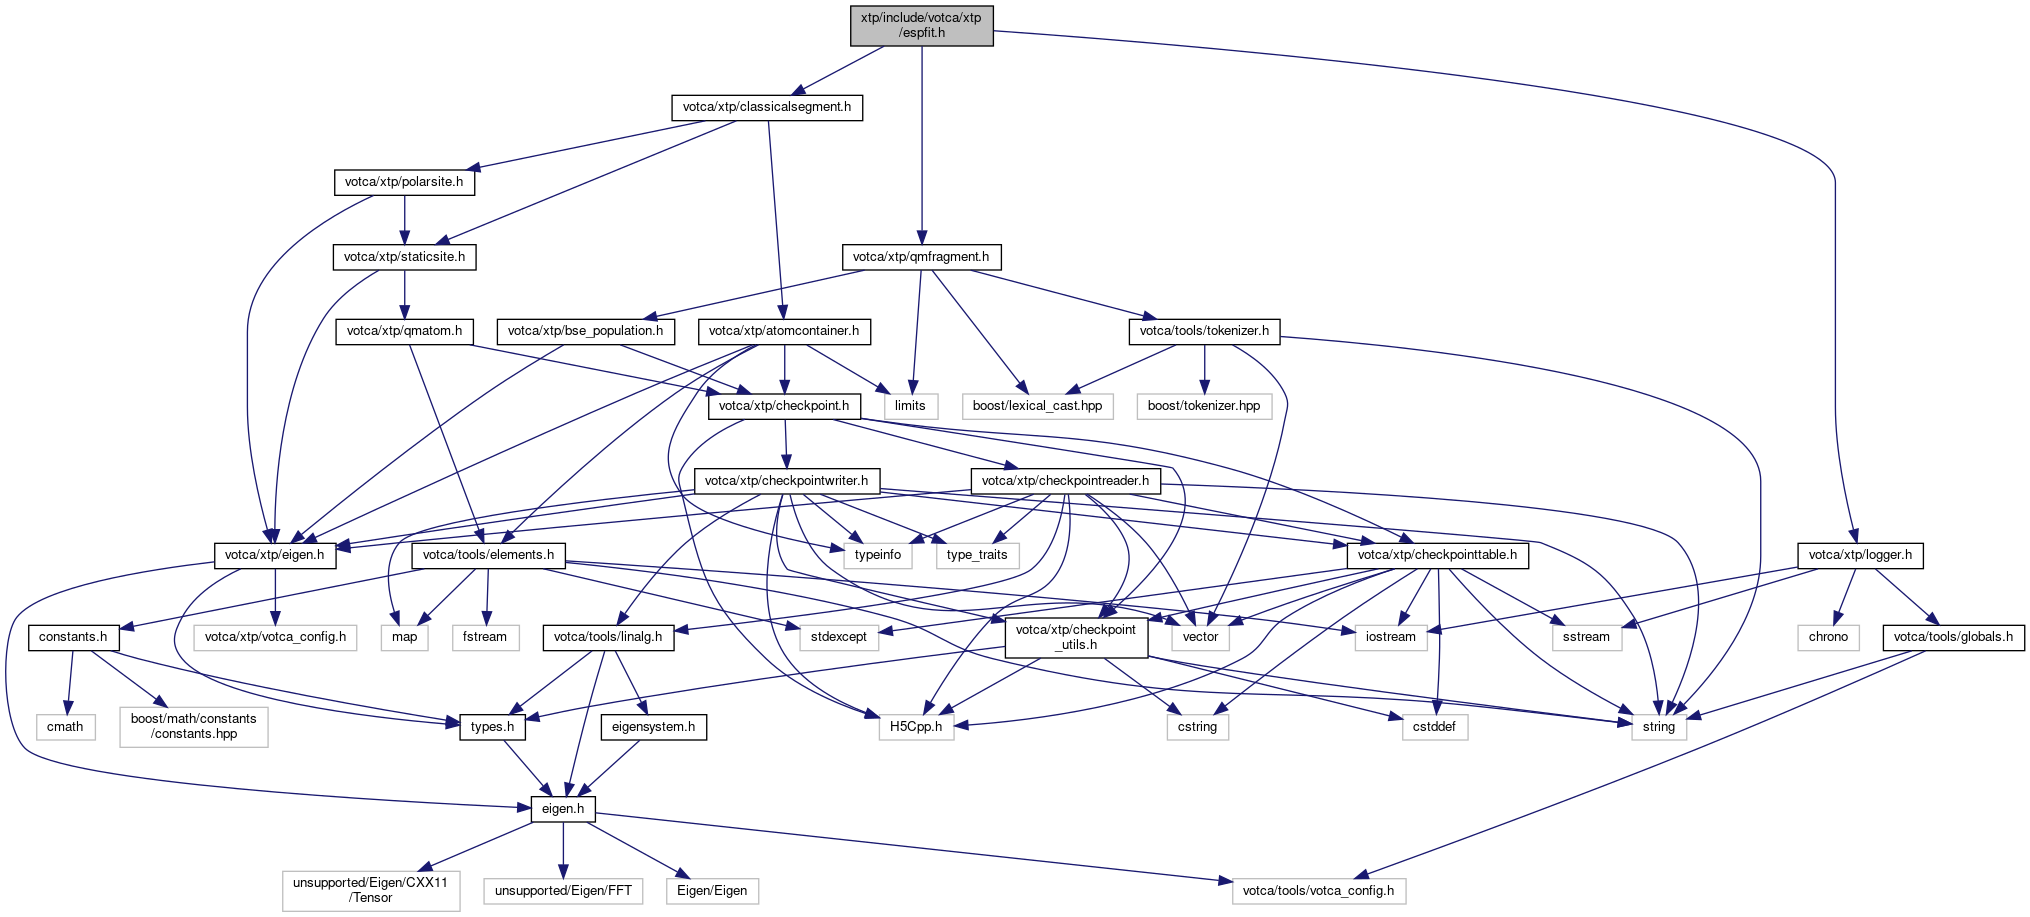 xtp/include/votca/xtp
/espfit.h
votca/xtp/classicalsegment.h
votca/xtp/polarsite.h
votca/xtp/staticsite.h
votca/xtp/qmfragment.h
votca/xtp/qmatom.h
votca/xtp/bse_population.h
votca/xtp/atomcontainer.h
votca/tools/tokenizer.h
votca/xtp/checkpoint.h
limits
boost/lexical_cast.hpp
boost/tokenizer.hpp
votca/xtp/checkpointwriter.h
votca/xtp/checkpointreader.h
votca/xtp/eigen.h
votca/tools/elements.h
typeinfo
type_traits
votca/xtp/checkpointtable.h
votca/xtp/logger.h
constants.h
votca/xtp/votca_config.h
map
fstream
votca/tools/linalg.h
stdexcept
votca/xtp/checkpoint
_utils.h
vector
iostream
sstream
chrono
votca/tools/globals.h
cmath
boost/math/constants
/constants.hpp
types.h
eigensystem.h
H5Cpp.h
cstring
cstddef
string
eigen.h
unsupported/Eigen/CXX11
/Tensor
unsupported/Eigen/FFT
Eigen/Eigen
votca/tools/votca_config.h